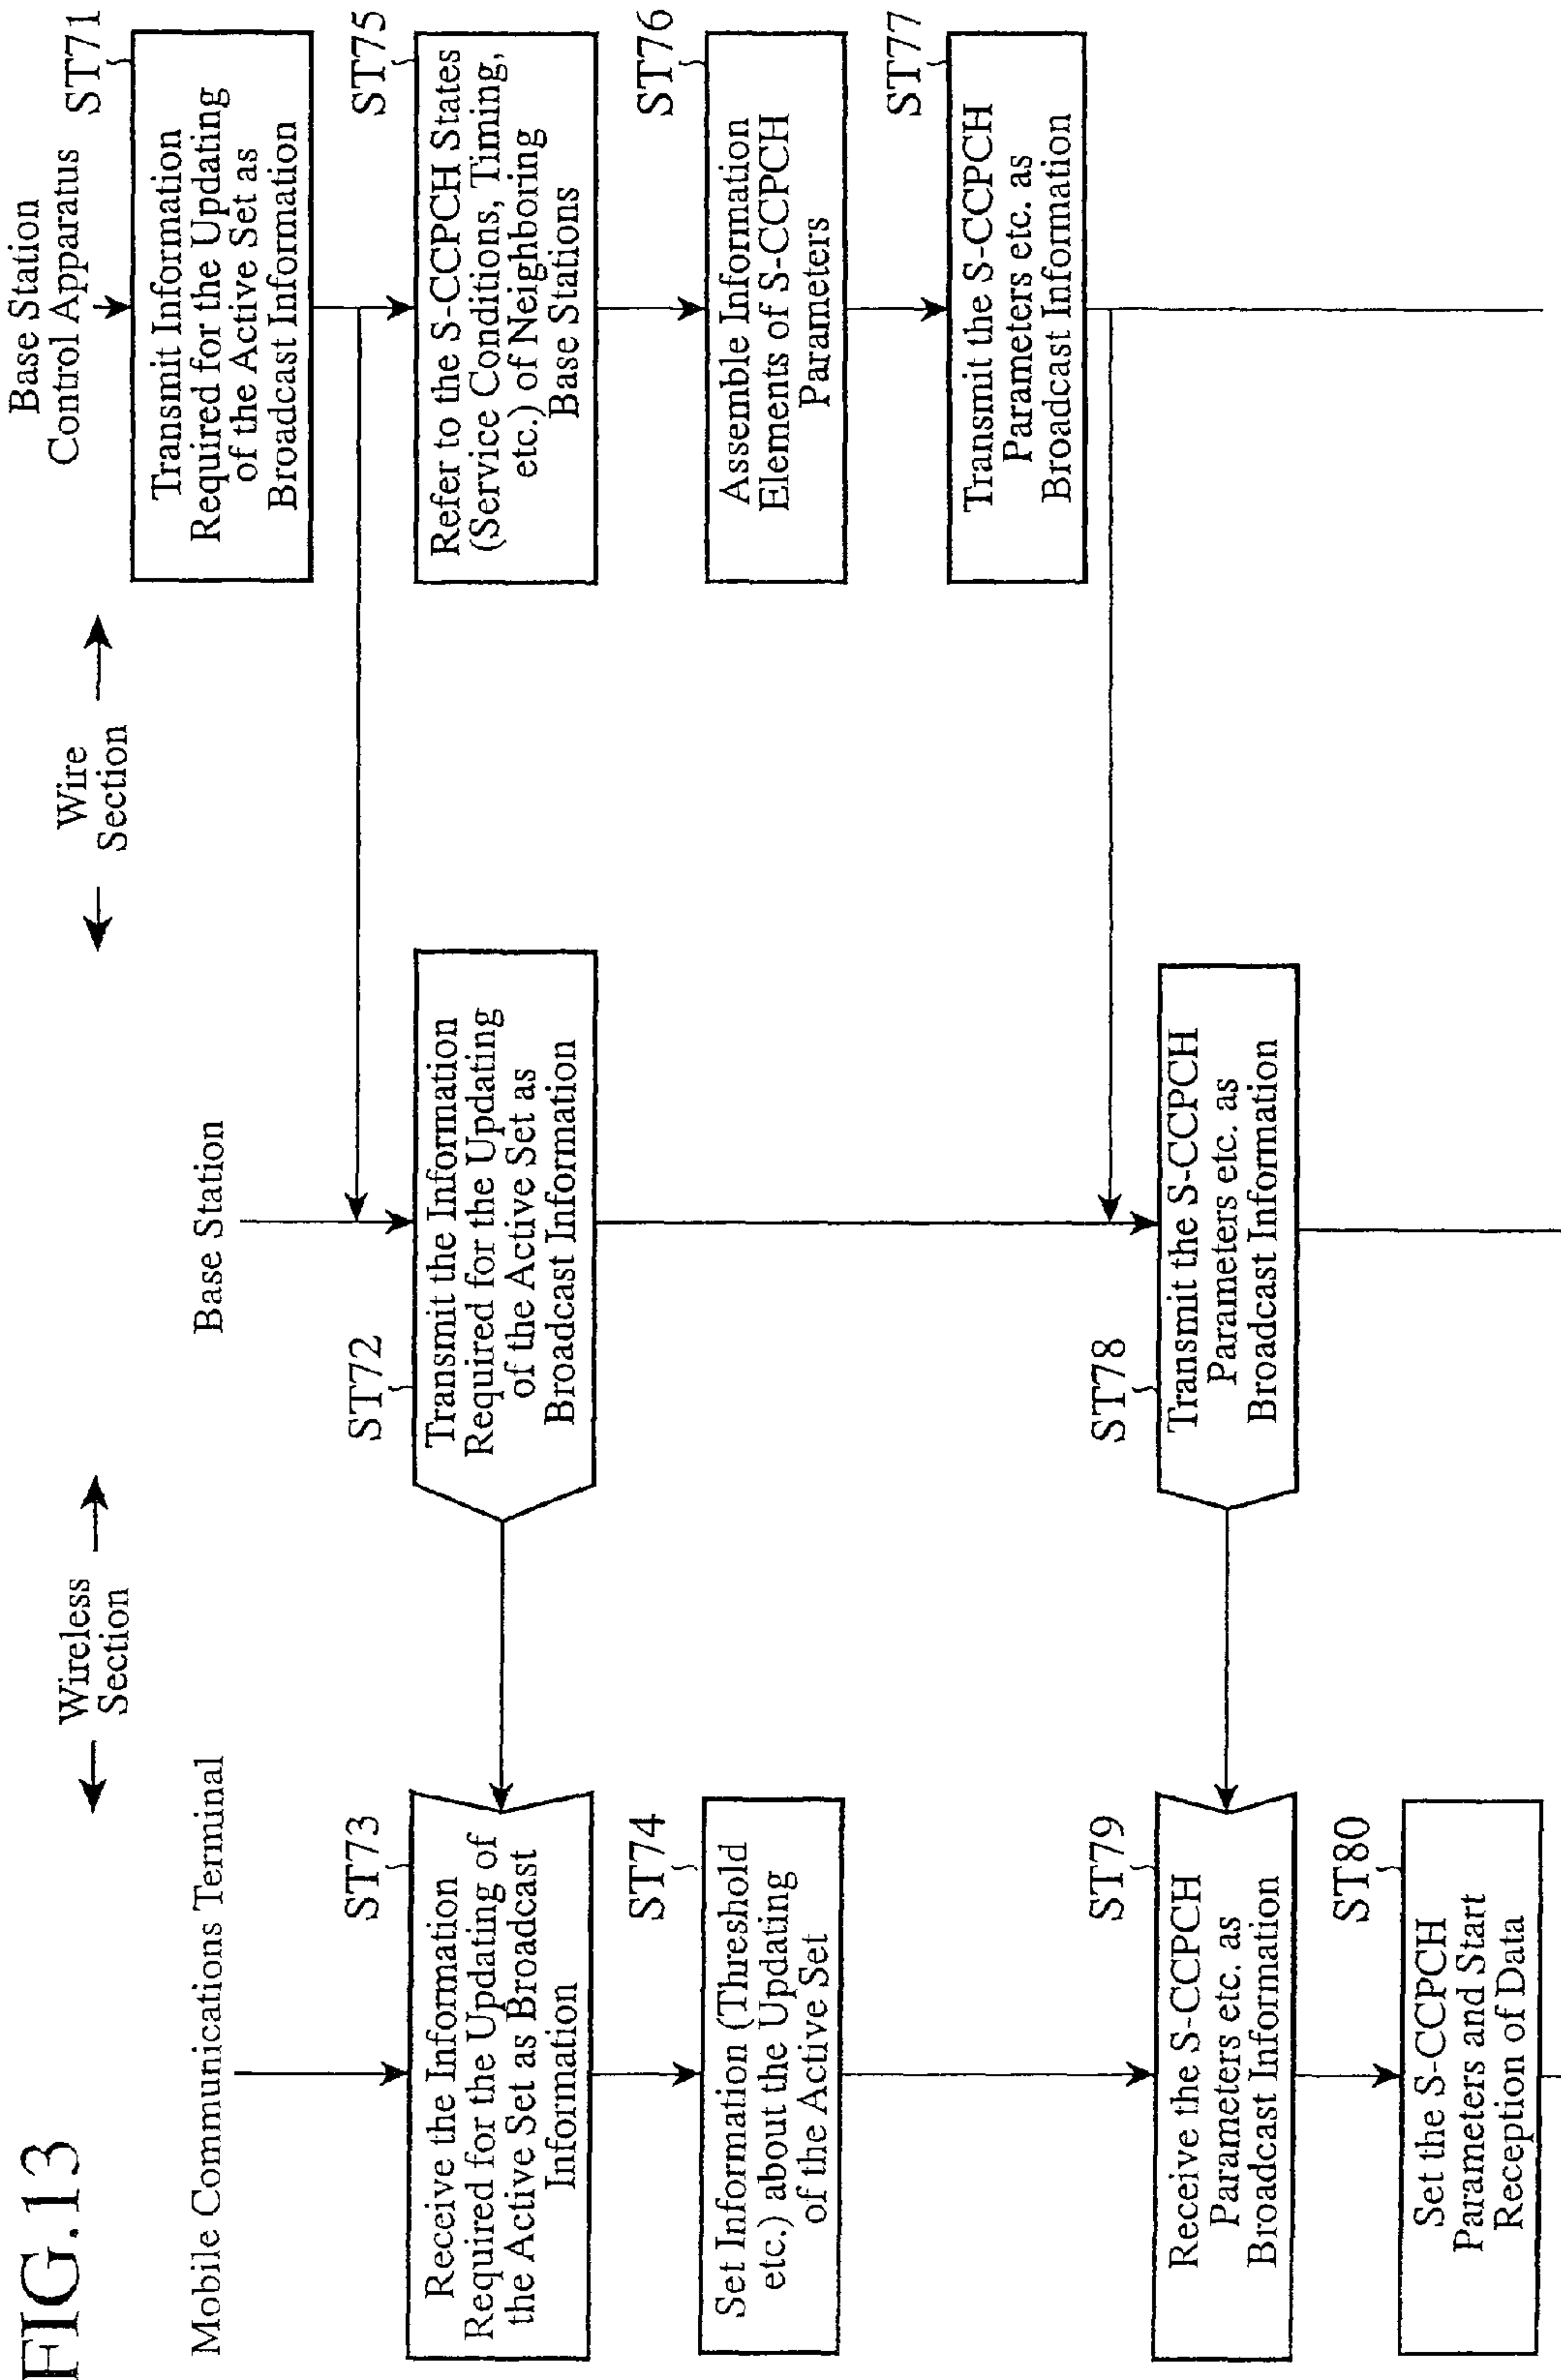 FIG.13
Wireless
Section
Wire
Section
Mobile Communications Terminal
Base Station
Base Station
Control Apparatus
ST71
Transmit Information
Required for the Updating
of the Active Set as
Broadcast Information
ST72
Transmit the Information
Required for the Updating
of the Active Set as
Broadcast Information
ST73
Receive the Information
Required for the Updating of
the Active Set as Broadcast
Information
ST74
Set Information (Threshold
etc.) about the Updating
of the Active Set
ST75
Refer to the S-CCPCH States
(Service Conditions, Timing,
etc.) of Neighboring
Base Stations
ST76
Assemble Information
Elements of S-CCPCH
Parameters
ST77
Transmit the S-CCPCH
Parameters etc. as
Broadcast Information
ST78
Transmit the S-CCPCH
Parameters etc. as
Broadcast Information
ST79
Receive the S-CCPCH
Parameters etc. as
Broadcast Information
ST80
Set the S-CCPCH
Parameters and Start
Reception of Data